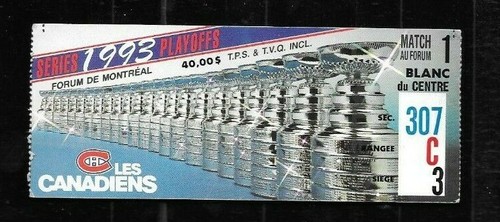 SERIES 1993 PLAYOFFS
FORUM DE MONTRÉAL
40,00$ T.P.S. & T.V.Q. INCL.
MATCH 1
AU FORUM
BLANC
du CENTRE
SEC. 307
RANGEE C
SIEGE 3
LES
CANADIENS